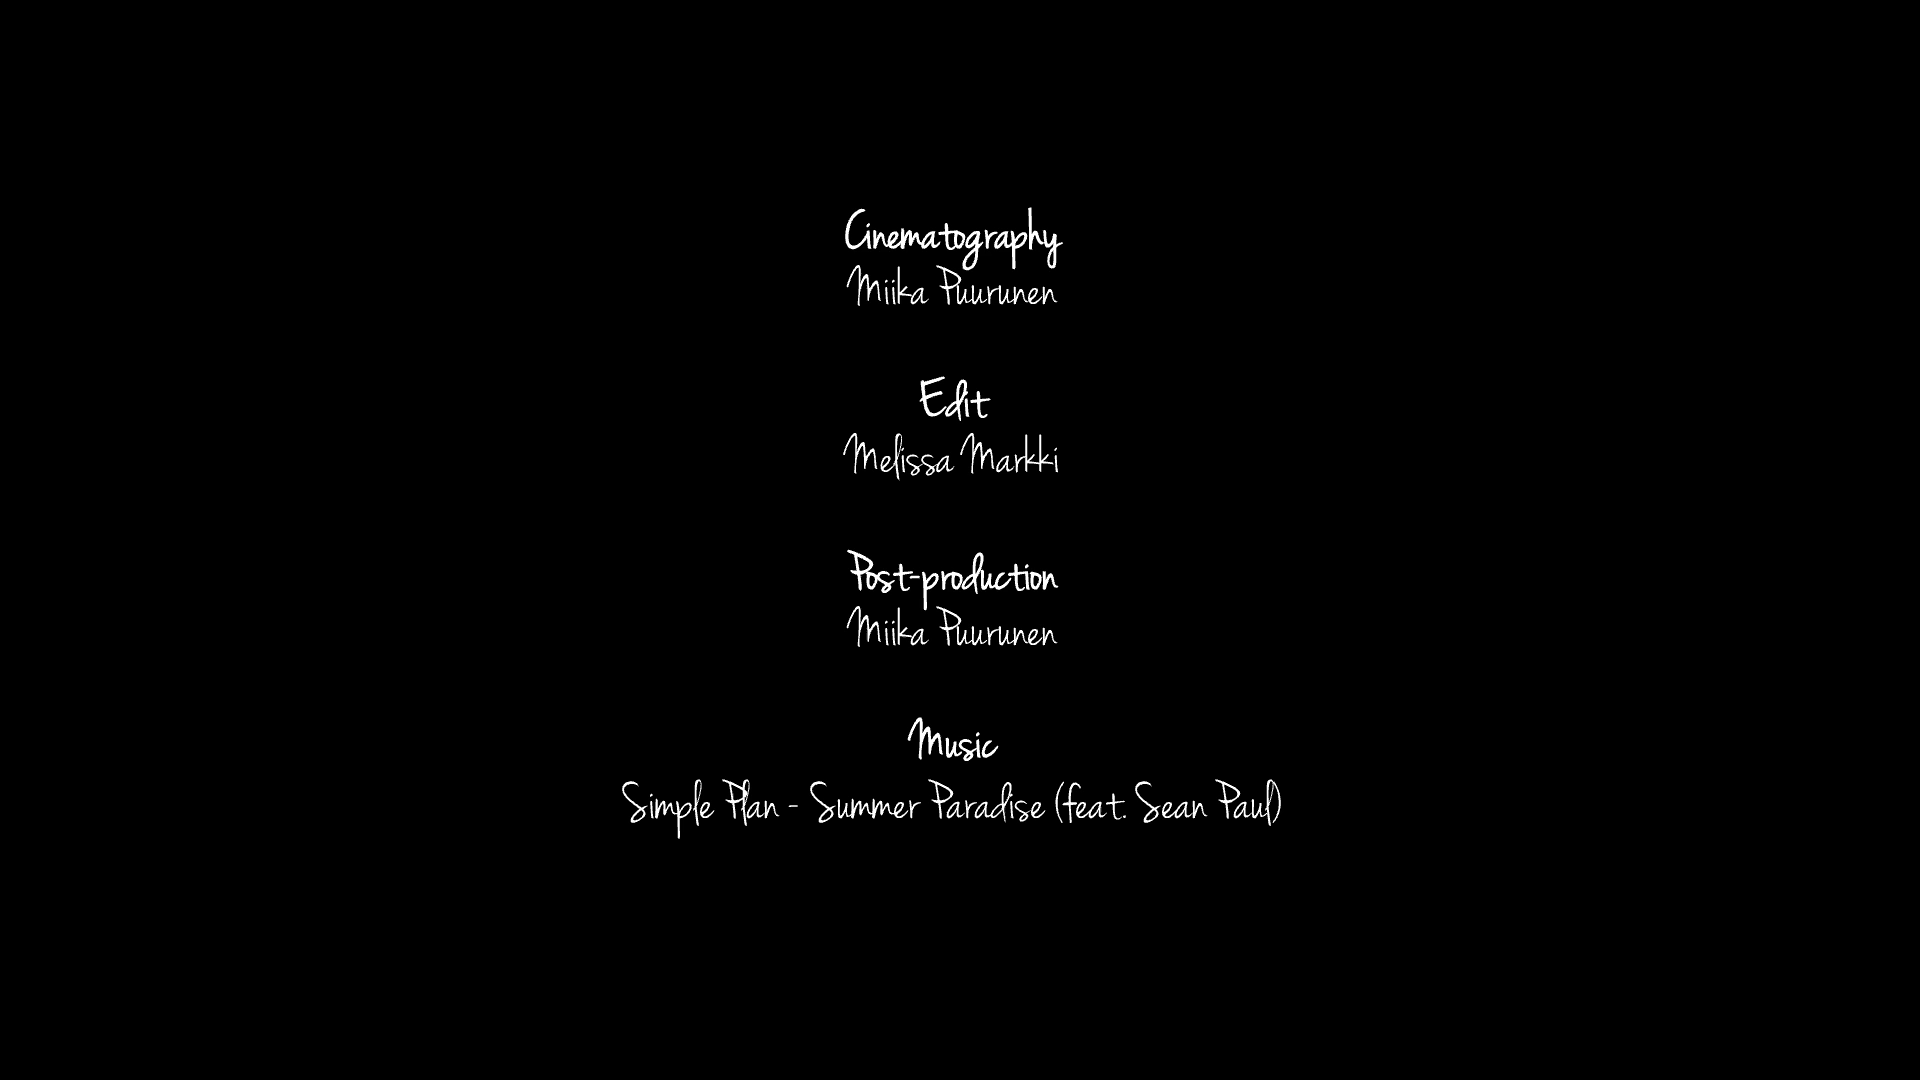 Cinematography
Miika Puurunen
Edit
Melissa Markki
Post-production
Miika Puurunen
Music
Simple Plan - Summer Paradise (feat. Sean Paul)